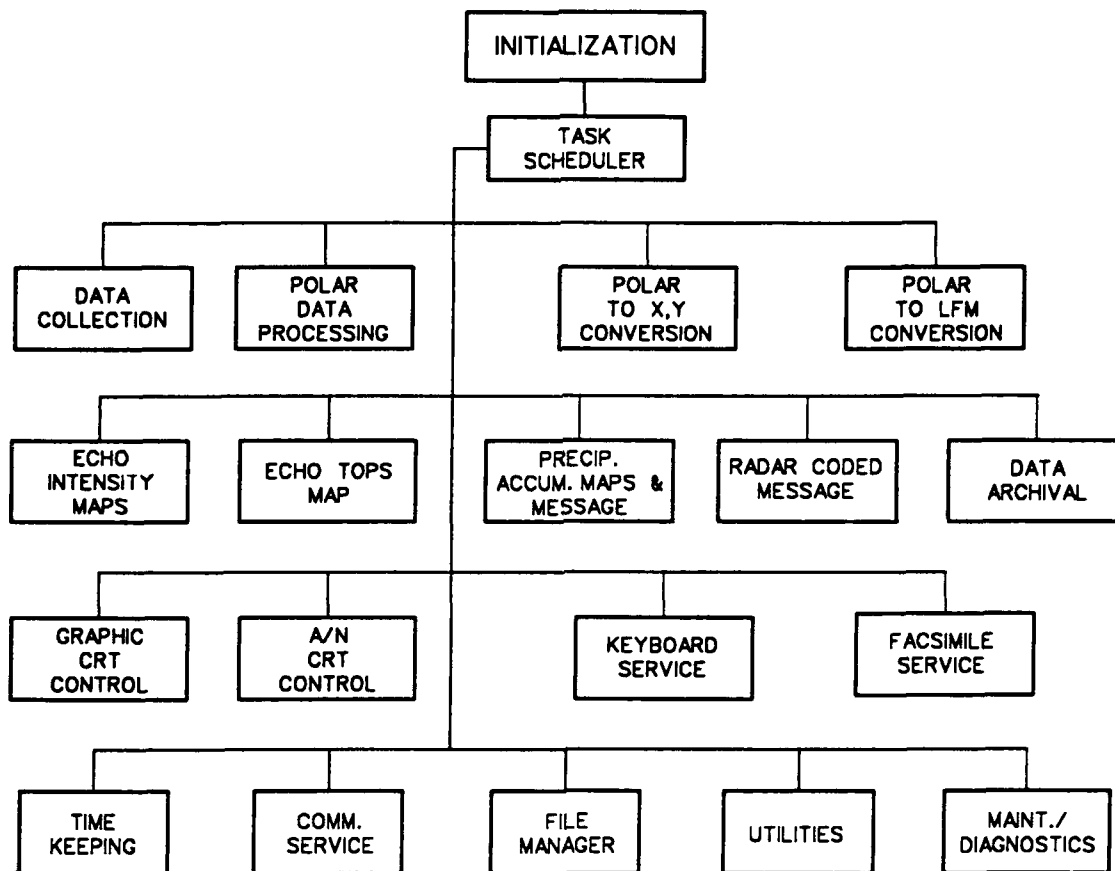 INITIALIZATION
TASK
SCHEDULER
DATA
COLLECTION
POLAR
DATA
PROCESSING
POLAR
TO X,Y
CONVERSION
POLAR
TO LFM
CONVERSION
ECHO
INTENSITY
MAPS
ECHO TOPS
MAP
PRECIP.
ACCUM. MAPS &
MESSAGE
RADAR CODED
MESSAGE
DATA
ARCHIVAL
GRAPHIC
CRT
CONTROL
A/N
CRT
CONTROL
KEYBOARD
SERVICE
FACSIMILE
SERVICE
TIME
KEEPING
COMM.
SERVICE
FILE
MANAGER
UTILITIES
MAINT./
DIAGNOSTICS